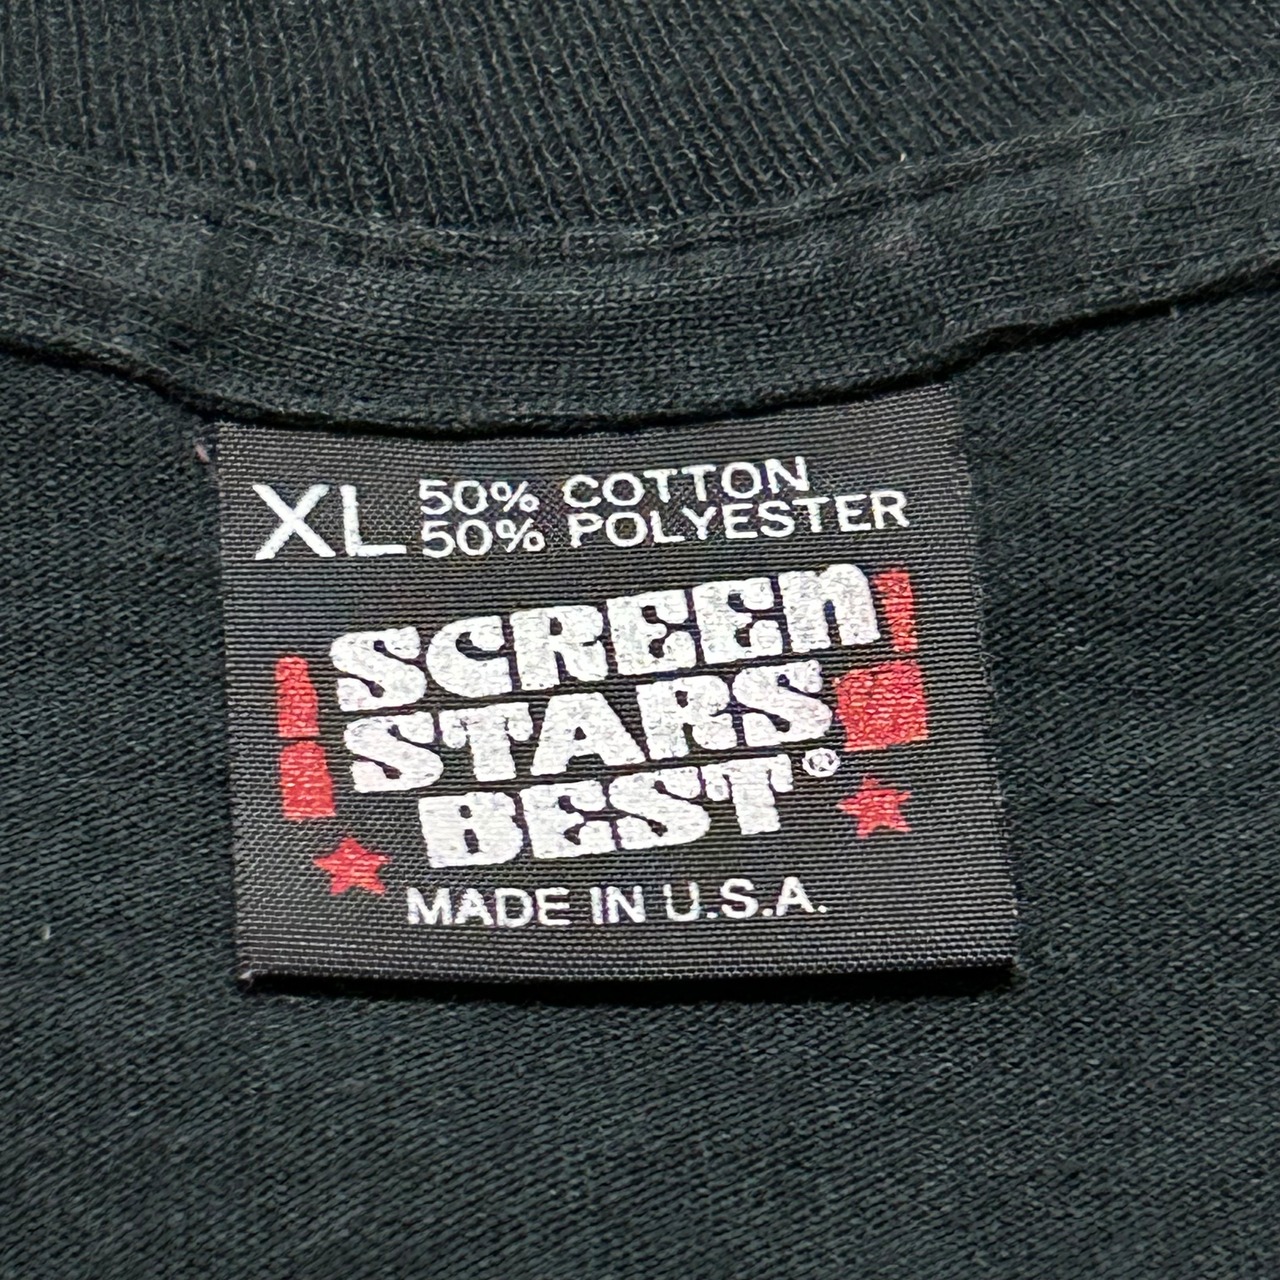 XL 50% COTTON
50% POLYESTER
SCREEN
STARS
BEST®
MADE IN U.S.A.